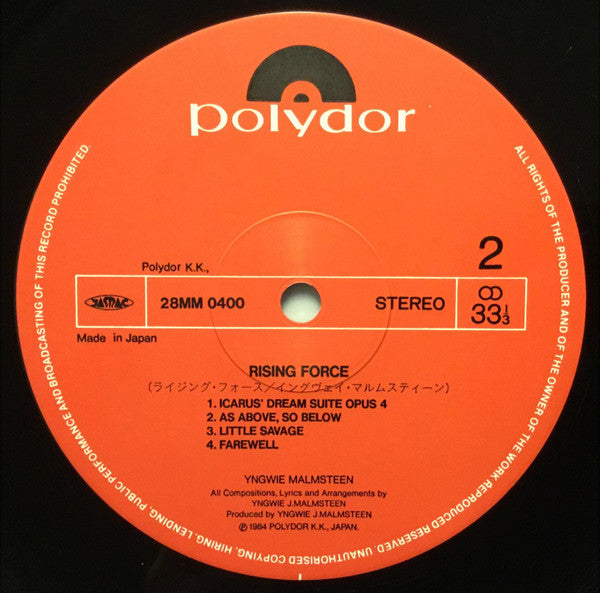 polydor
ALL RIGHTS OF THE PRODUCER AND OF THE OWNER OF THE WORK REPRODUCED RESERVED. UNAUTHORISED COPYING, HIRING, LENDING, PUBLIC PERFORMANCE AND BROADCASTING OF THIS RECORD PROHIBITED.
2
Polydor K.K.,
JASRAC
28MM 0400
STEREO
33 1/3
Made in Japan
RISING FORCE
(ライジング・フォース/イングヴェイ・マルムスティーン)
1. ICARUS' DREAM SUITE OPUS 4
2. AS ABOVE, SO BELOW
3. LITTLE SAVAGE
4. FAREWELL
YNGWIE MALMSTEEN
All Compositions, Lyrics and Arrangements by
YNGWIE J.MALMSTEEN
Produced by YNGWIE J.MALMSTEEN
℗ 1984 POLYDOR K.K., JAPAN.